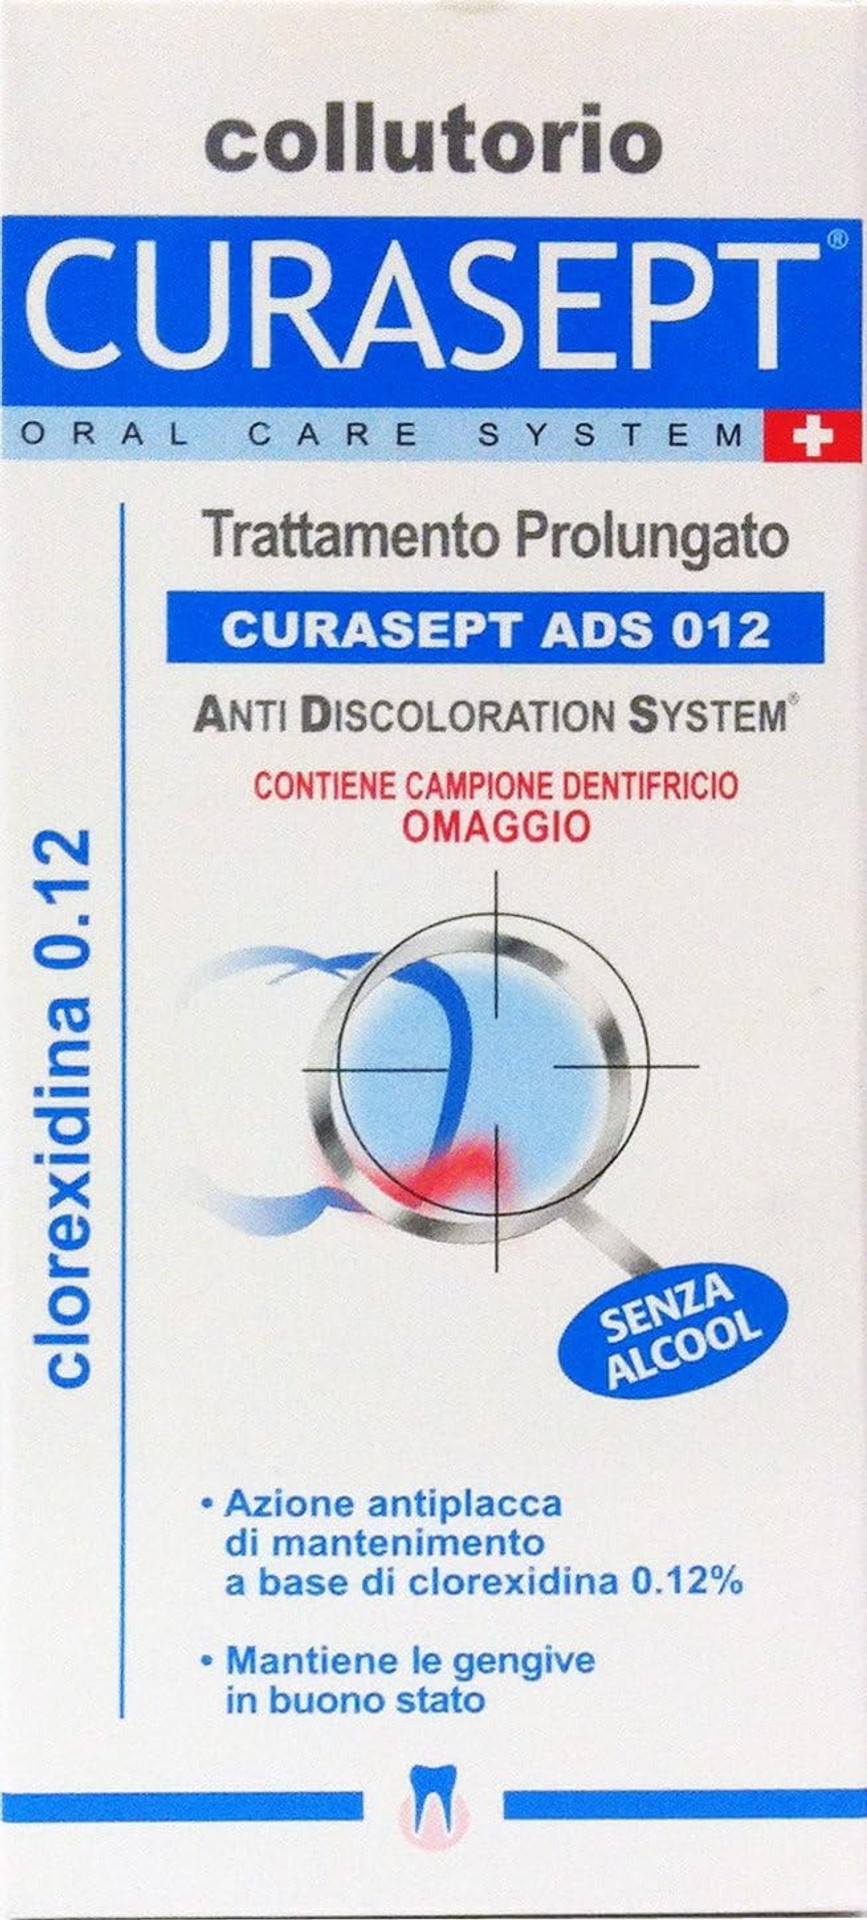 collutorio
CURASEPT®
ORAL CARE SYSTEM
Trattamento Prolungato
CURASEPT ADS 012
ANTI DISCOLORATION SYSTEM®
CONTIENE CAMPIONE DENTIFRICIO
OMAGGIO
clorexidina 0.12
SENZA
ALCOOL
• Azione antiplacca
di mantenimento
a base di clorexidina 0.12%
• Mantiene le gengive
in buono stato